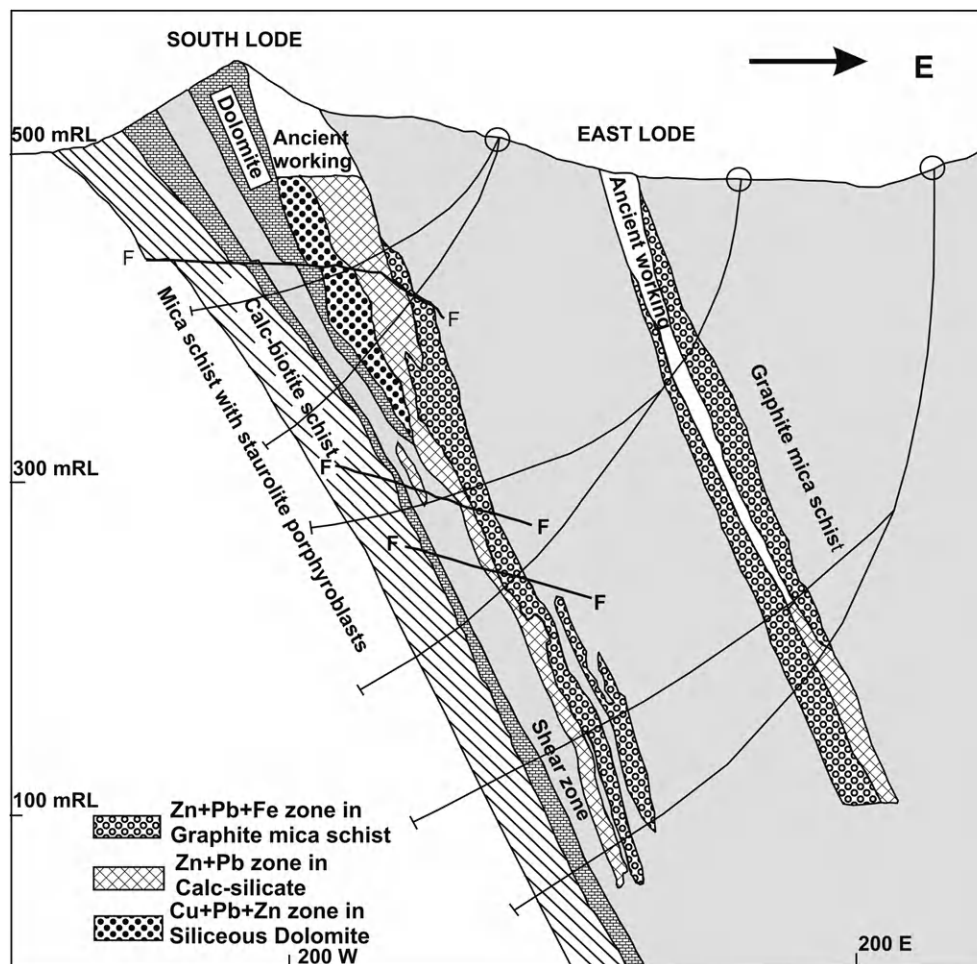 SOUTH LODE
E
500 mRL
Dolomite
Ancient
working
EAST LODE
Ancient working
F
F
Mica schist with staurolite porphyroblasts
Calc-biotite schist
Graphite mica schist
300 mRL
F
F
F
F
Shear zone
100 mRL
Zn+Pb+Fe zone in
Graphite mica schist
Zn+Pb zone in
Calc-silicate
Cu+Pb+Zn zone in
Siliceous Dolomite
200 W
200 E